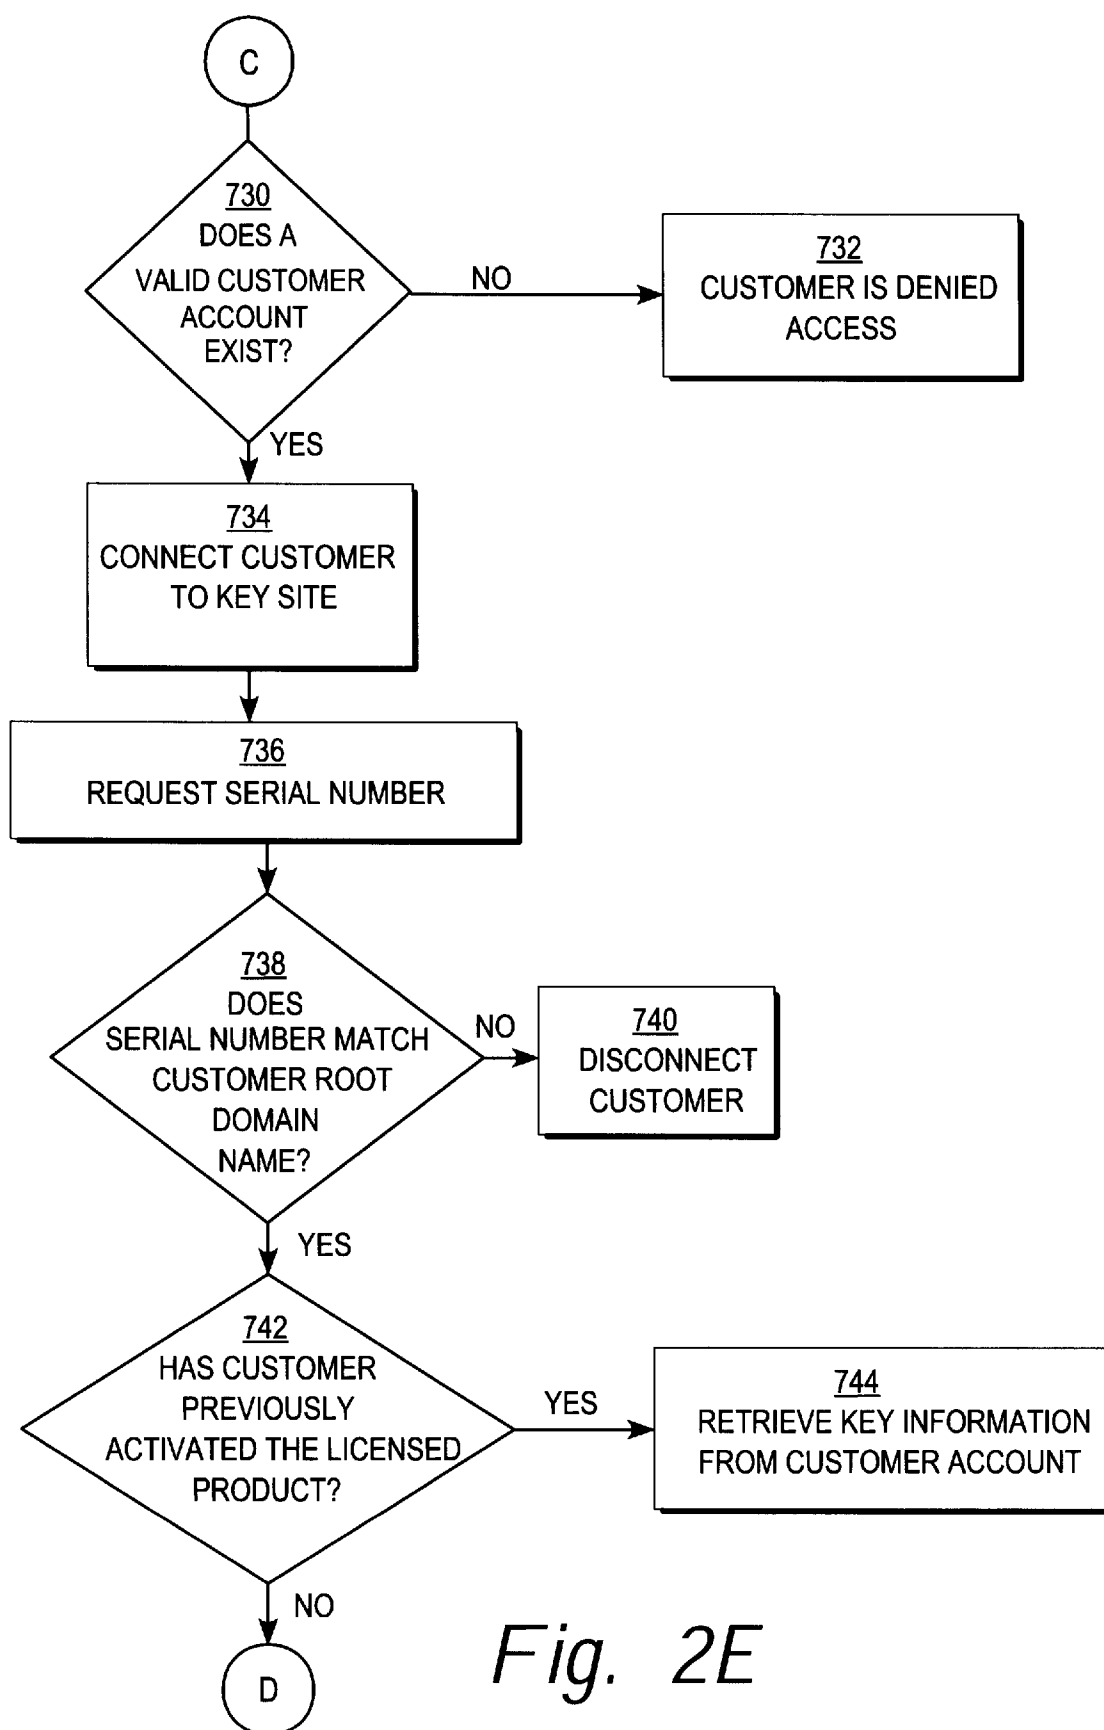 C
730
DOES A
VALID CUSTOMER
ACCOUNT
EXIST?
NO
732
CUSTOMER IS DENIED
ACCESS
YES
734
CONNECT CUSTOMER
TO KEY SITE
736
REQUEST SERIAL NUMBER
738
DOES
SERIAL NUMBER MATCH
CUSTOMER ROOT
DOMAIN
NAME?
NO
740
DISCONNECT
CUSTOMER
YES
742
HAS CUSTOMER
PREVIOUSLY
ACTIVATED THE LICENSED
PRODUCT?
YES
744
RETRIEVE KEY INFORMATION
FROM CUSTOMER ACCOUNT
NO
D
Fig. 2E